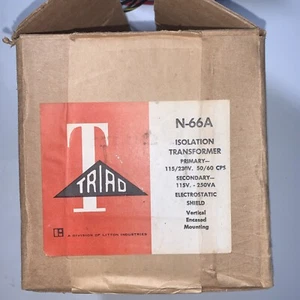 T
TRIAD
A DIVISION OF LITTON INDUSTRIES
N-66A
ISOLATION
TRANSFORMER
PRIMARY—
115/230V. 50/60 CPS
SECONDARY—
115V. - 250VA
ELECTROSTATIC
SHIELD
Vertical
Encased
Mounting